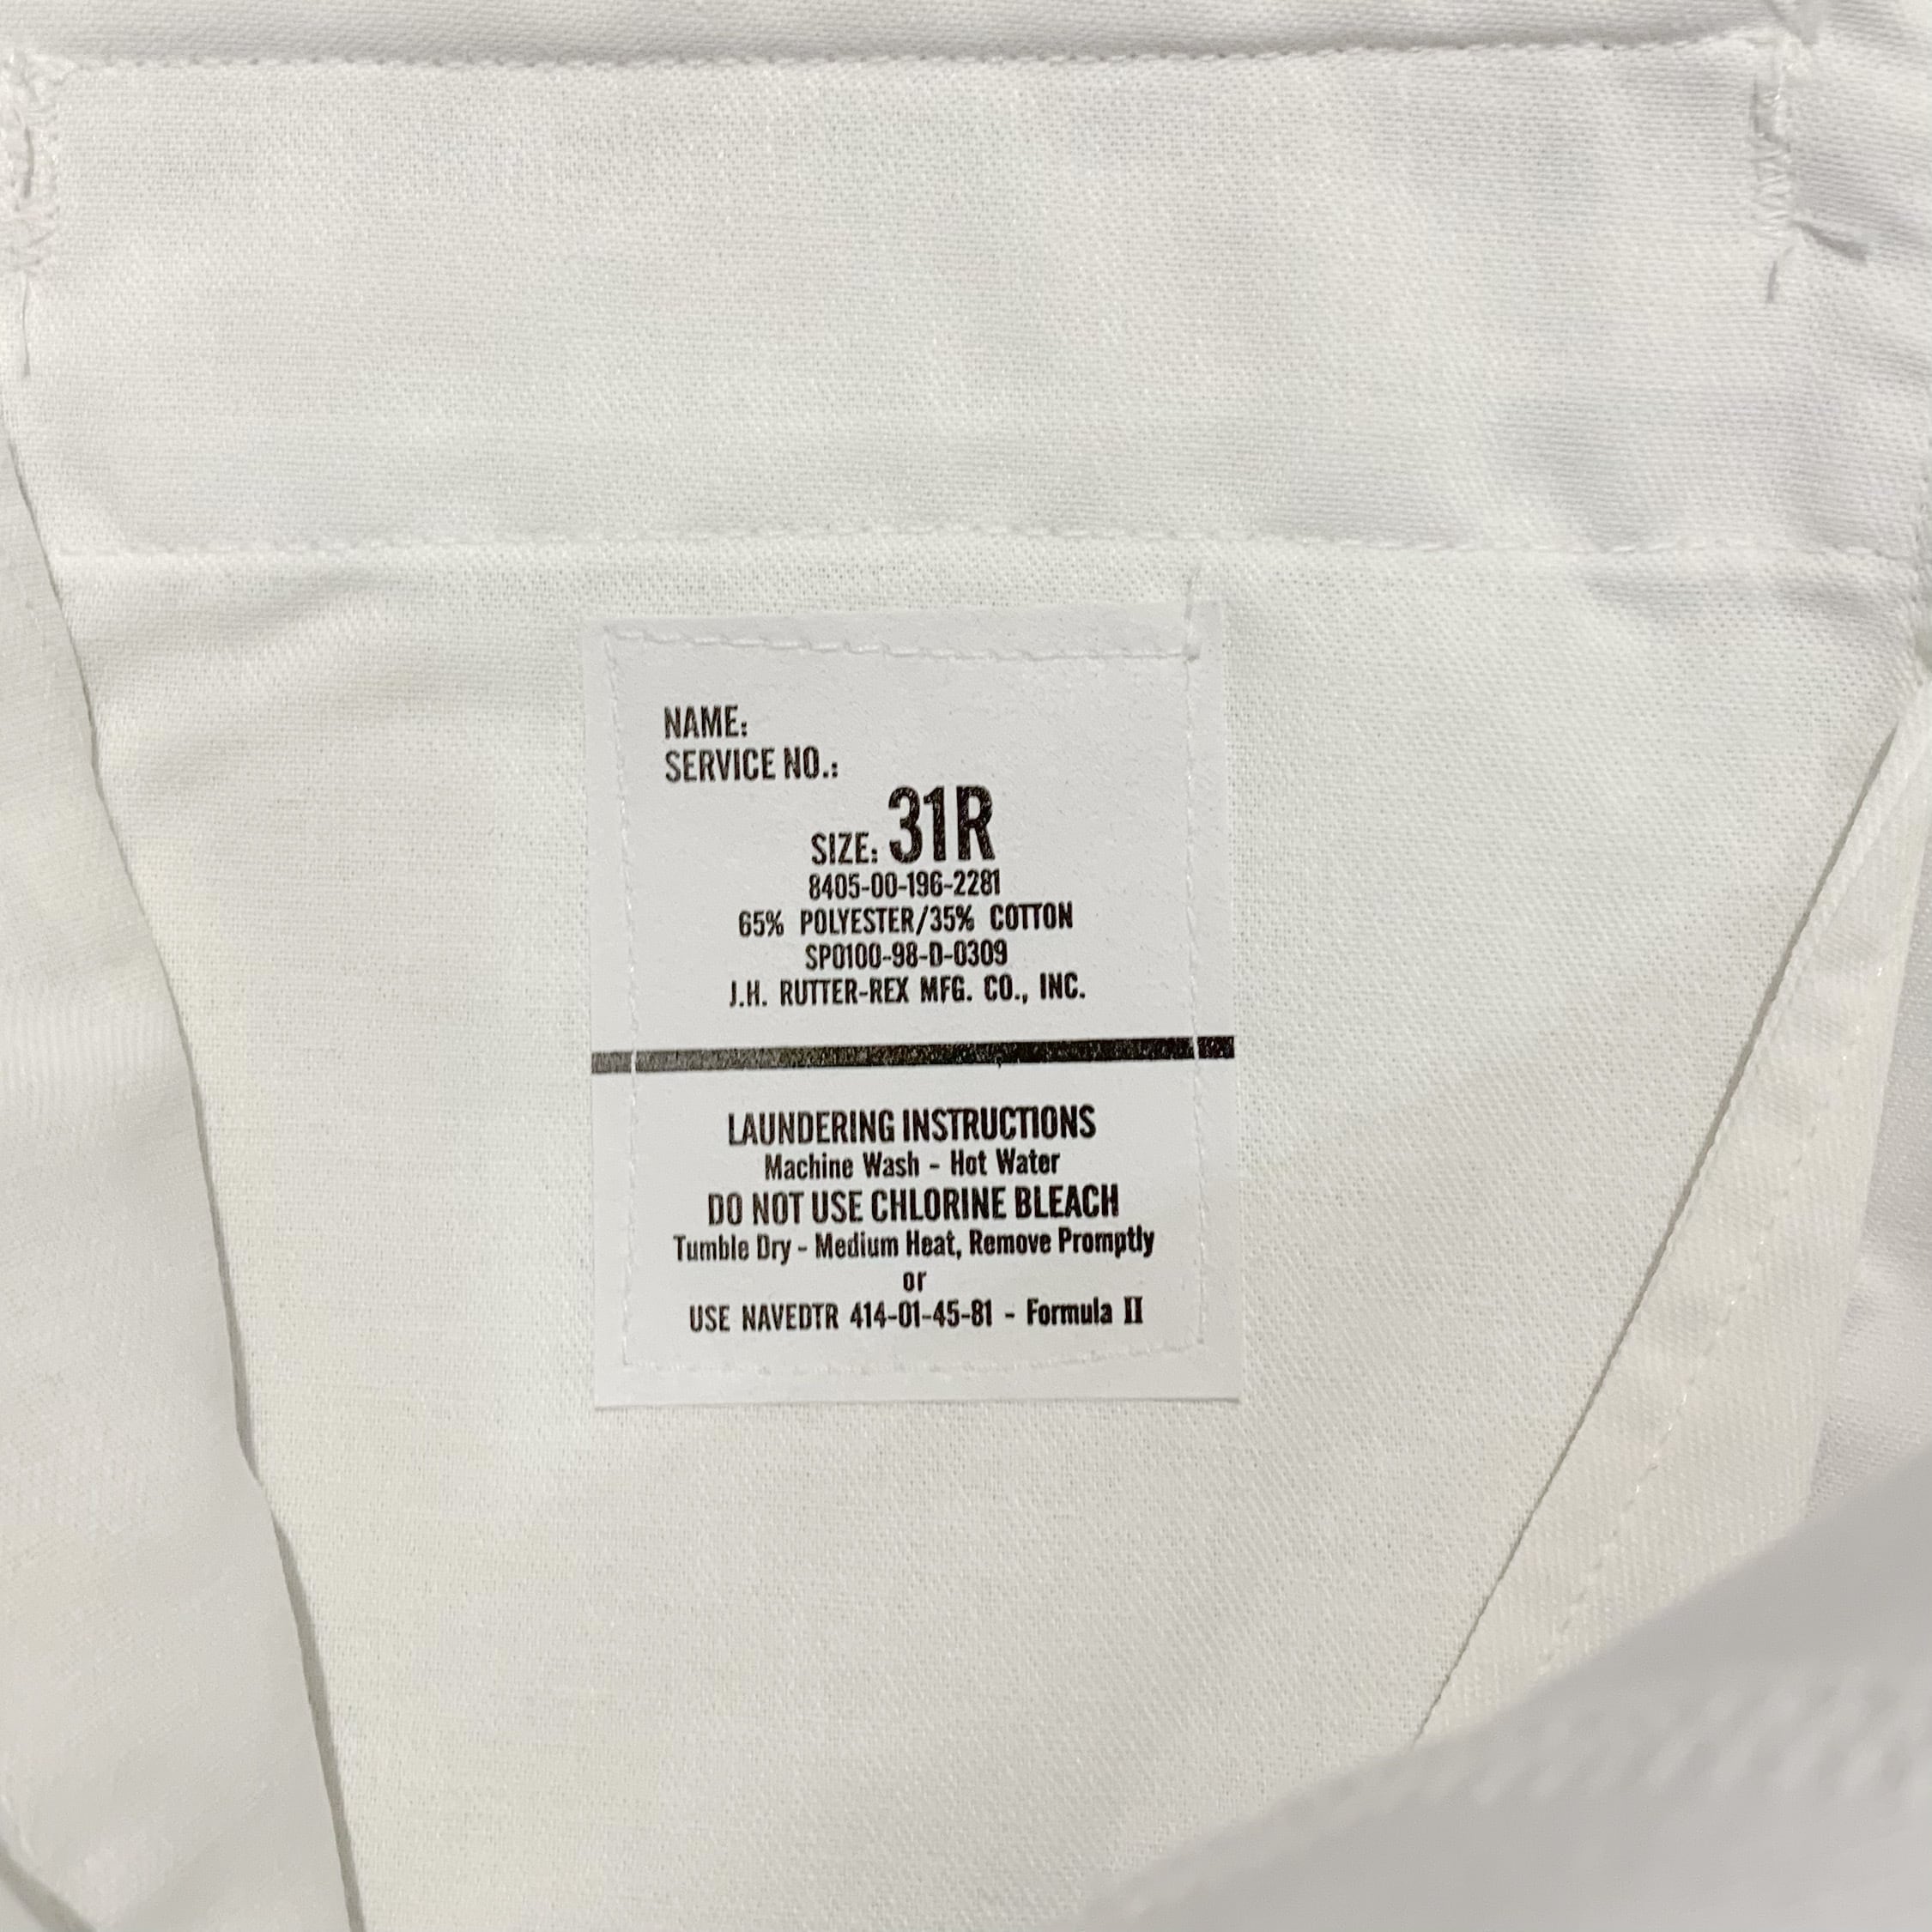 NAME:
SERVICE NO.:
SIZE: 31R
8405-00-196-2281
65% POLYESTER/35% COTTON
SPO100-98-D-0309
J.H. RUTTER-REX MFG. CO., INC.
LAUNDERING INSTRUCTIONS
Machine Wash - Hot Water
DO NOT USE CHLORINE BLEACH
Tumble Dry - Medium Heat, Remove Promptly
or
USE NAVEDTR 414-01-45-81 - Formula II